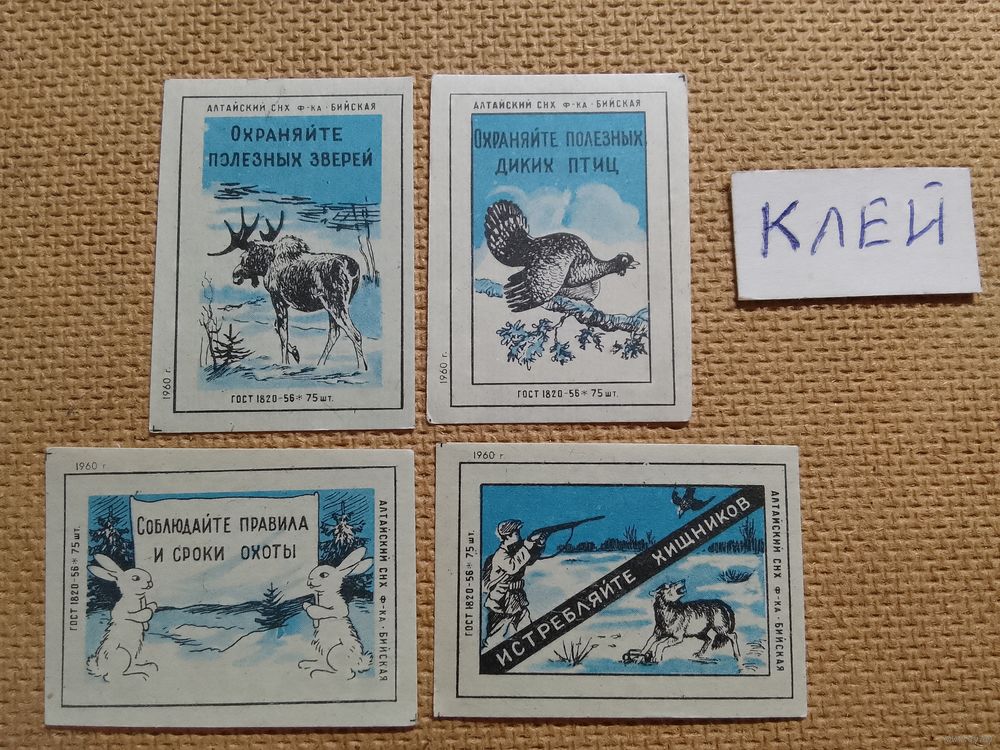 АЛТАЙСКИЙ СНХ Ф-КА·БИЙСКАЯ
ОХРАНЯЙТЕ
ПОЛЕЗНЫХ ЗВЕРЕЙ
1960 г.
ГОСТ 1820-56* 75 шт.
АЛТАЙСКИЙ СНХ Ф-КА·БИЙСКАЯ
ОХРАНЯЙТЕ ПОЛЕЗНЫХ
ДИКИХ ПТИЦ
1960 г.
ГОСТ 1820-56* 75 шт.
КЛЕЙ
1960 г
СОБЛЮДАЙТЕ ПРАВИЛА
И СРОКИ ОХОТЫ
ГОСТ 1820-56* 75 шт.
АЛТАЙСКИЙ СНХ Ф-КА·БИЙСКАЯ
1960 г.
ИСТРЕБЛЯЙТЕ ХИЩНИКОВ
ГОСТ 1820-56* 75 шт.
АЛТАЙСКИЙ СНХ Ф-КА·БИЙСКАЯ